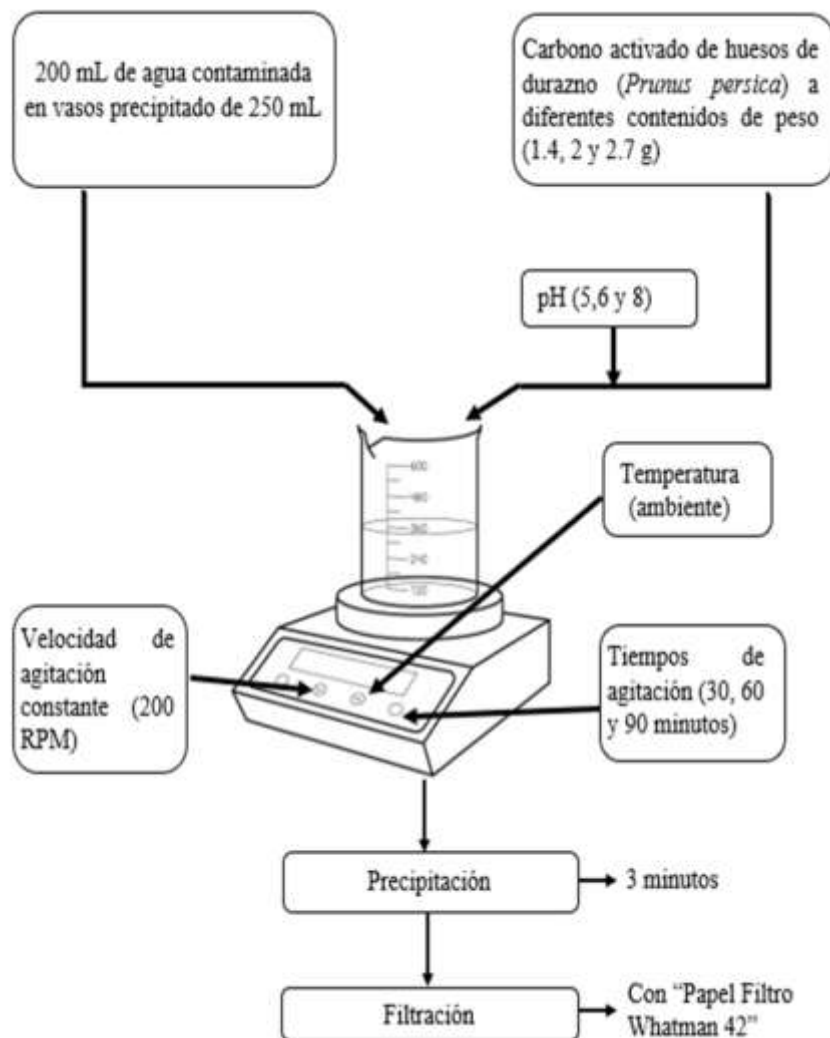 200 mL de agua contaminada
en vasos precipitado de 250 mL
Carbono activado de huesos de
durazno (Prunus persica) a
diferentes contenidos de peso
(1.4, 2 y 2.7 g)
pH (5,6 y 8)
600
Temperatura
(ambiente)
Velocidad de
agitación
constante (200
RPM)
Tiempos de
agitación (30, 60
y 90 minutos)
Precipitación
3 minutos
Filtración
Con “Papel Filtro
Whatman 42”